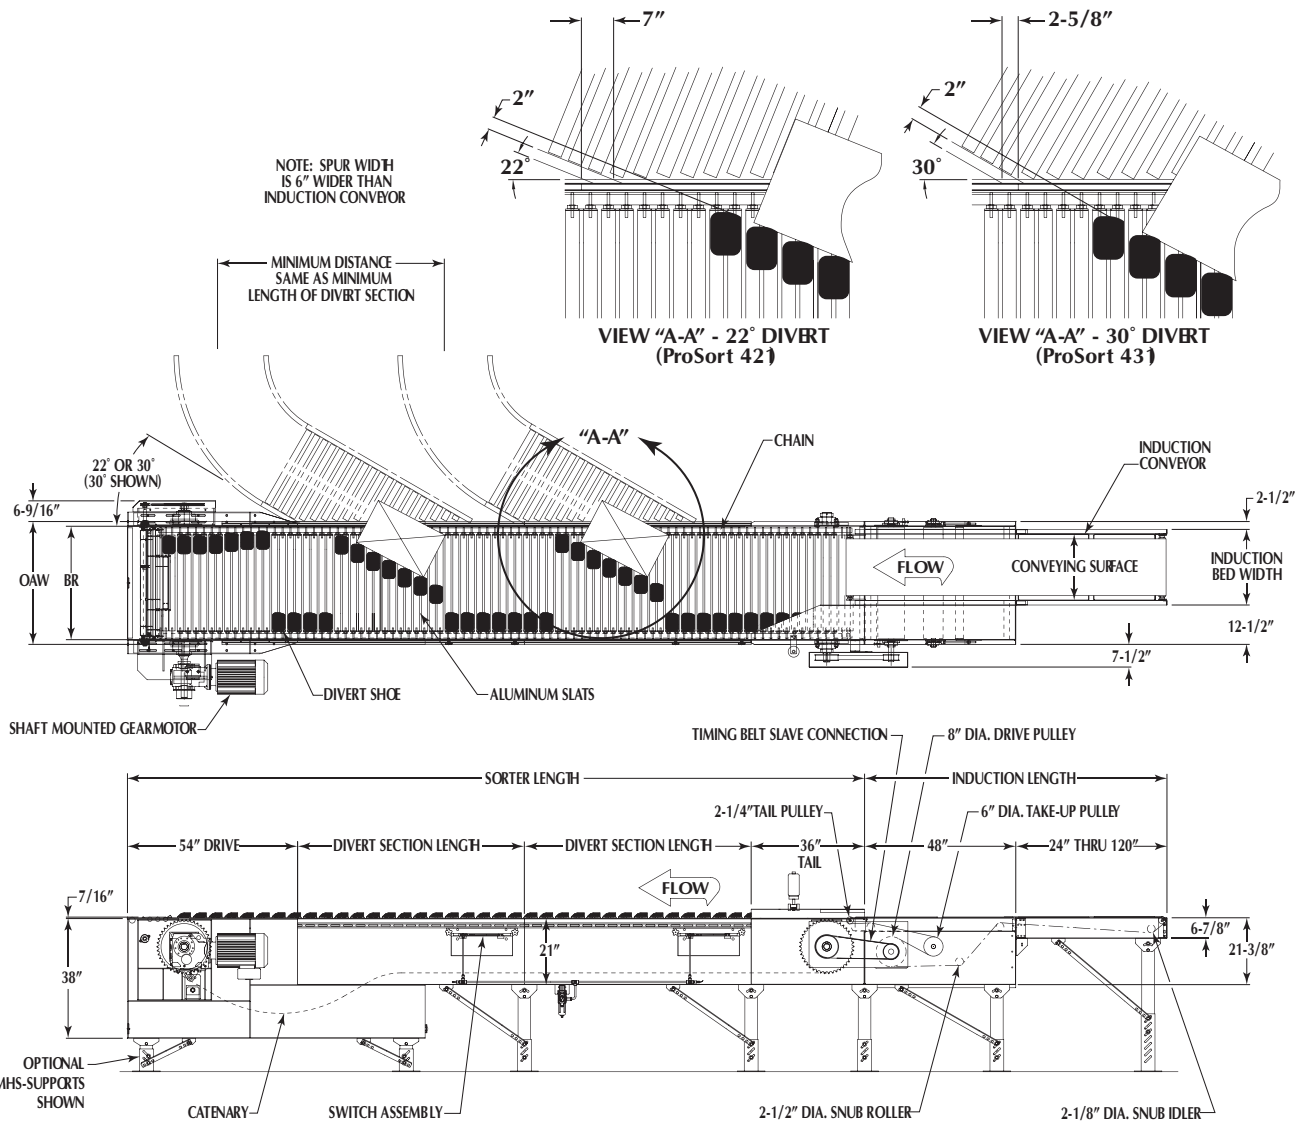 7"
2-5/8"
2"
2"
22°
30°
NOTE: SPUR WIDTH
IS 6" WIDER THAN
INDUCTION CONVEYOR
MINIMUM DISTANCE
SAME AS MINIMUM
LENGTH OF DIVERT SECTION
VIEW "A-A" - 22° DIVERT
(ProSort 421)
VIEW "A-A" - 30° DIVERT
(ProSort 431)
"A-A"
CHAIN
INDUCTION
CONVEYOR
22° OR 30°
(30° SHOWN)
6-9/16"
2-1/2"
OAW
BR
FLOW
CONVEYING SURFACE
INDUCTION
BED WIDTH
12-1/2"
7-1/2"
DIVERT SHOE
ALUMINUM SLATS
SHAFT MOUNTED GEARMOTOR
TIMING BELT SLAVE CONNECTION
8" DIA. DRIVE PULLEY
SORTER LENGTH
INDUCTION LENGTH
2-1/4"TAIL PULLEY
6" DIA. TAKE-UP PULLEY
54" DRIVE
DIVERT SECTION LENGTH
DIVERT SECTION LENGTH
36"
TAIL
48"
24" THRU 120"
7/16"
FLOW
38"
21"
6-7/8"
21-3/8"
OPTIONAL
MHS-SUPPORTS
SHOWN
CATENARY
SWITCH ASSEMBLY
2-1/2" DIA. SNUB ROLLER
2-1/8" DIA. SNUB IDLER